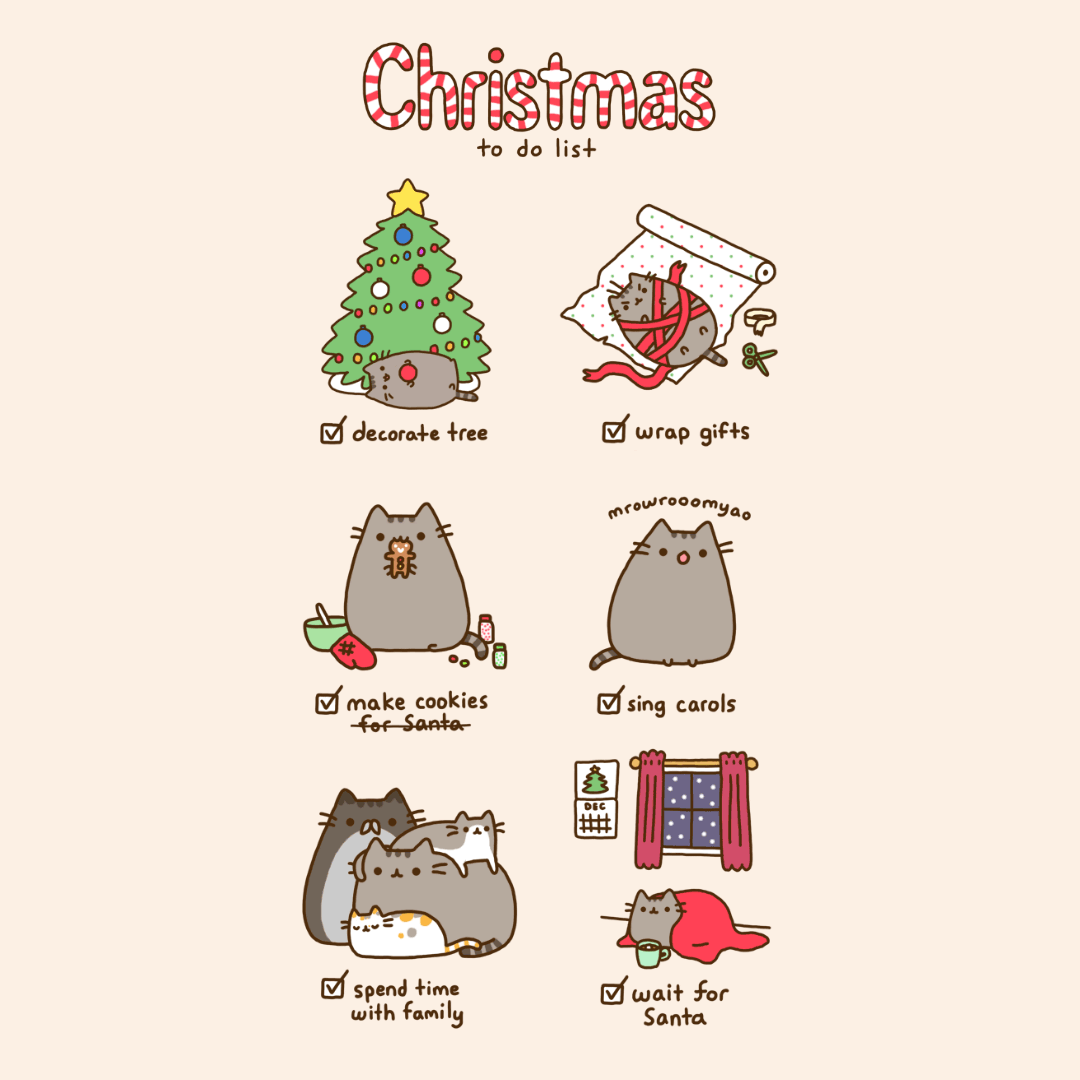 Christmas
to do list
decorate tree
wrap gifts
mrowrooomyao
make cookies
for Santa
sing carols
DEC
spend time
with family
wait for
Santa